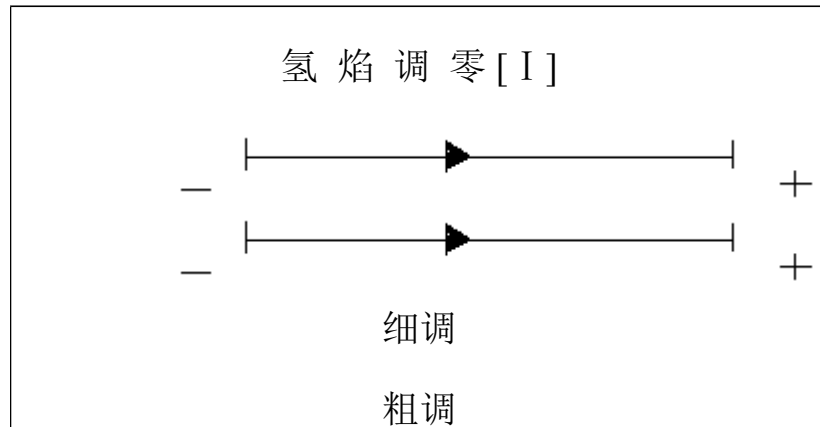 氢 焰 调 零 [ Ⅰ ]
— +
— +
细调
粗调